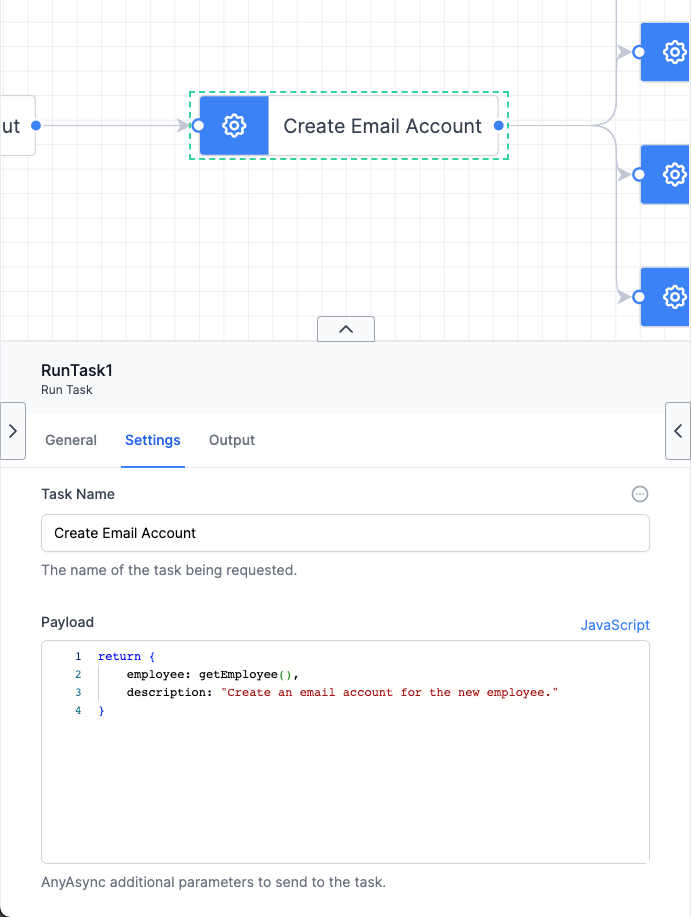 ut
Create Email Account
RunTask1
Run Task
General Settings Output
Task Name
Create Email Account
The name of the task being requested.
Payload
JavaScript
1 return {
2 employee: getEmployee(),
3 description: "Create an email account for the new employee."
4 }
AnyAsync additional parameters to send to the task.